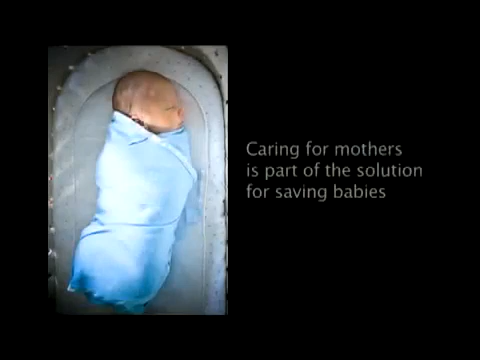 Caring for mothers
is part of the solution
for saving babies